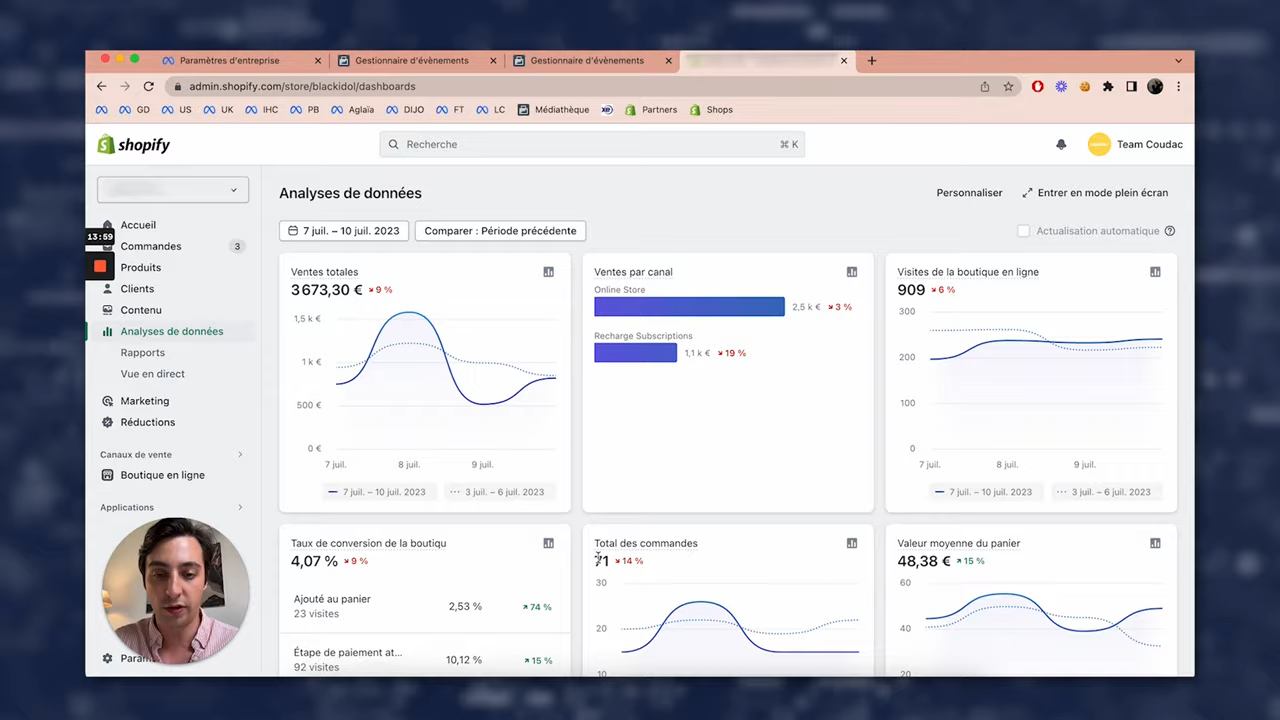 Paramètres d'entreprise
Gestionnaire d'évènements
Gestionnaire d'évènements
admin.shopify.com/store/blackidol/dashboards
GD
US
UK
IHC
PB
Aglaïa
DIJO
FT
LC
Médiathèque
Partners
Shops
shopify
Recherche
⌘ K
Team Coudac
Accueil
13:59
Commandes
3
Produits
Clients
Contenu
Analyses de données
Rapports
Vue en direct
Marketing
Réductions
Canaux de vente
Boutique en ligne
Applications
Analyses de données
Personnaliser
Entrer en mode plein écran
7 juil. – 10 juil. 2023
Comparer : Période précédente
Actualisation automatique
Ventes totales
3 673,30 € 9 %
1,5 k €
1 k €
500 €
0 €
7 juil.
8 juil.
9 juil.
7 juil. – 10 juil. 2023
3 juil. – 6 juil. 2023
Ventes par canal
Online Store
2,5 k € 3 %
Recharge Subscriptions
1,1 k € 19 %
Visites de la boutique en ligne
909 6 %
300
200
100
0
7 juil.
8 juil.
9 juil.
7 juil. – 10 juil. 2023
3 juil. – 6 juil. 2023
Taux de conversion de la boutiqu
4,07 % 9 %
Ajouté au panier
23 visites
2,53 %
74 %
Étape de paiement at...
92 visites
10,12 %
15 %
Total des commandes
71 14 %
30
20
10
Valeur moyenne du panier
48,38 € 15 %
60
40
20